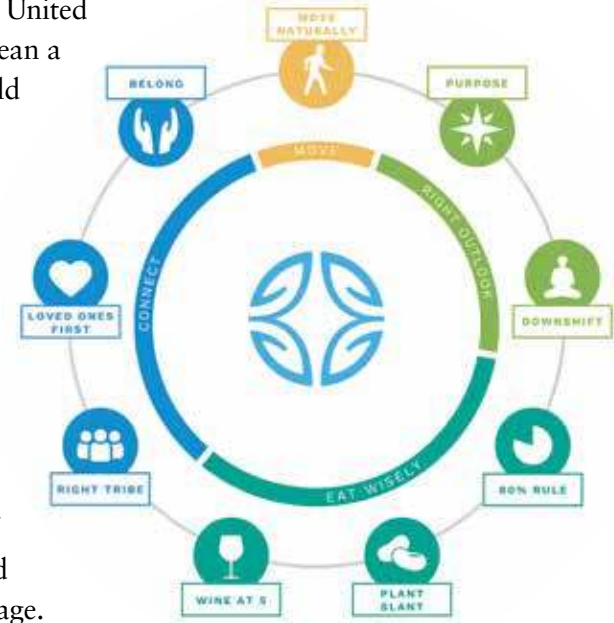 United
ean a
ld
MOVE
NATURALLY
BELONG
PURPOSE
MOVE
RIGHT OUTLOOK
CONNECT
LOVED ONES
FIRST
DOWNSHIFT
RIGHT TRIBE
80% RULE
EAT WISELY
WINE AT 5
PLANT
SLANT
d
age.